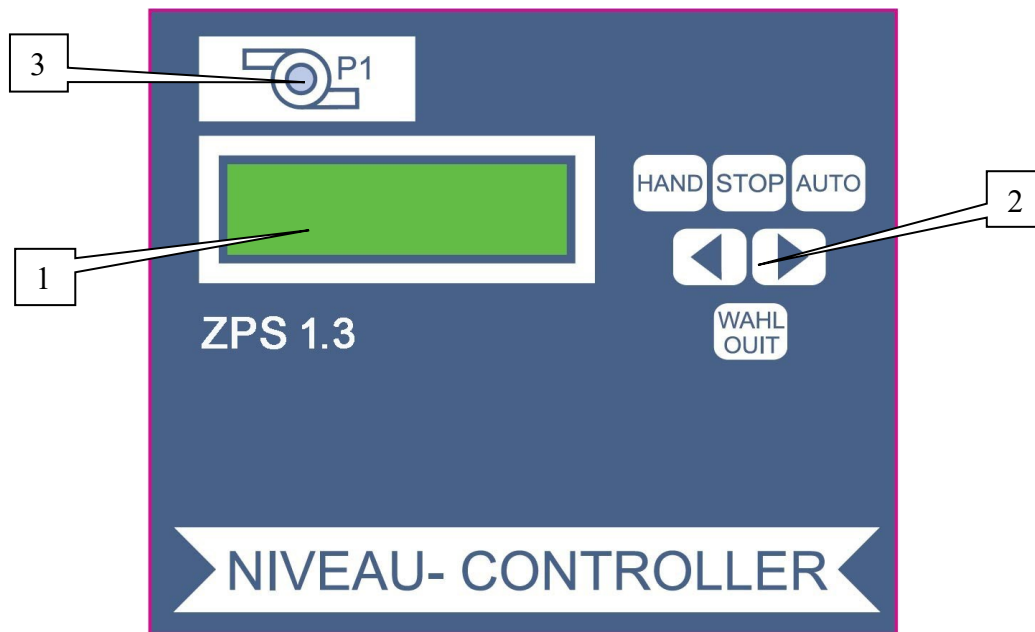 3
P1
HAND STOP AUTO
2
1
WAHL
OUIT
ZPS 1.3
NIVEAU- CONTROLLER